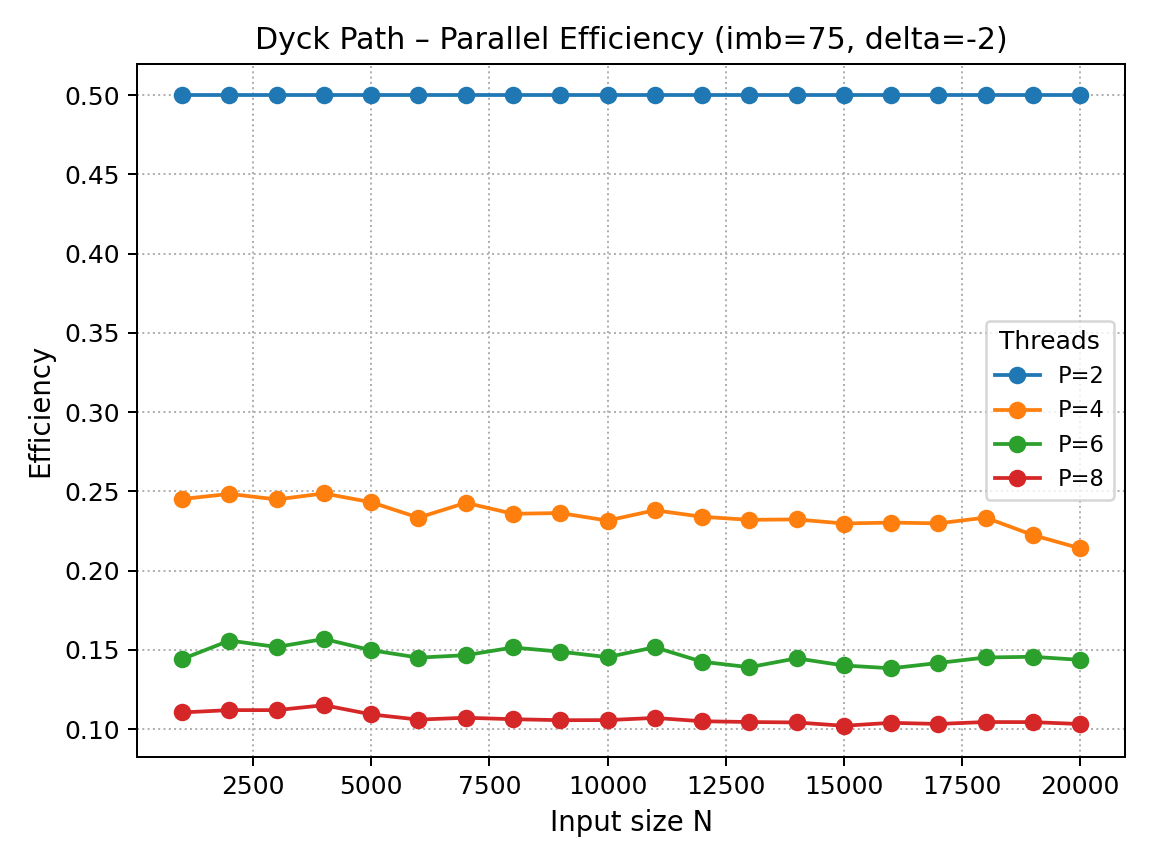 Dyck Path – Parallel Efficiency (imb=75, delta=-2)
0.50
0.45
0.40
0.35
0.30
0.25
0.20
0.15
0.10
Efficiency
Threads
P=2
P=4
P=6
P=8
2500 5000 7500 10000 12500 15000 17500 20000
Input size N